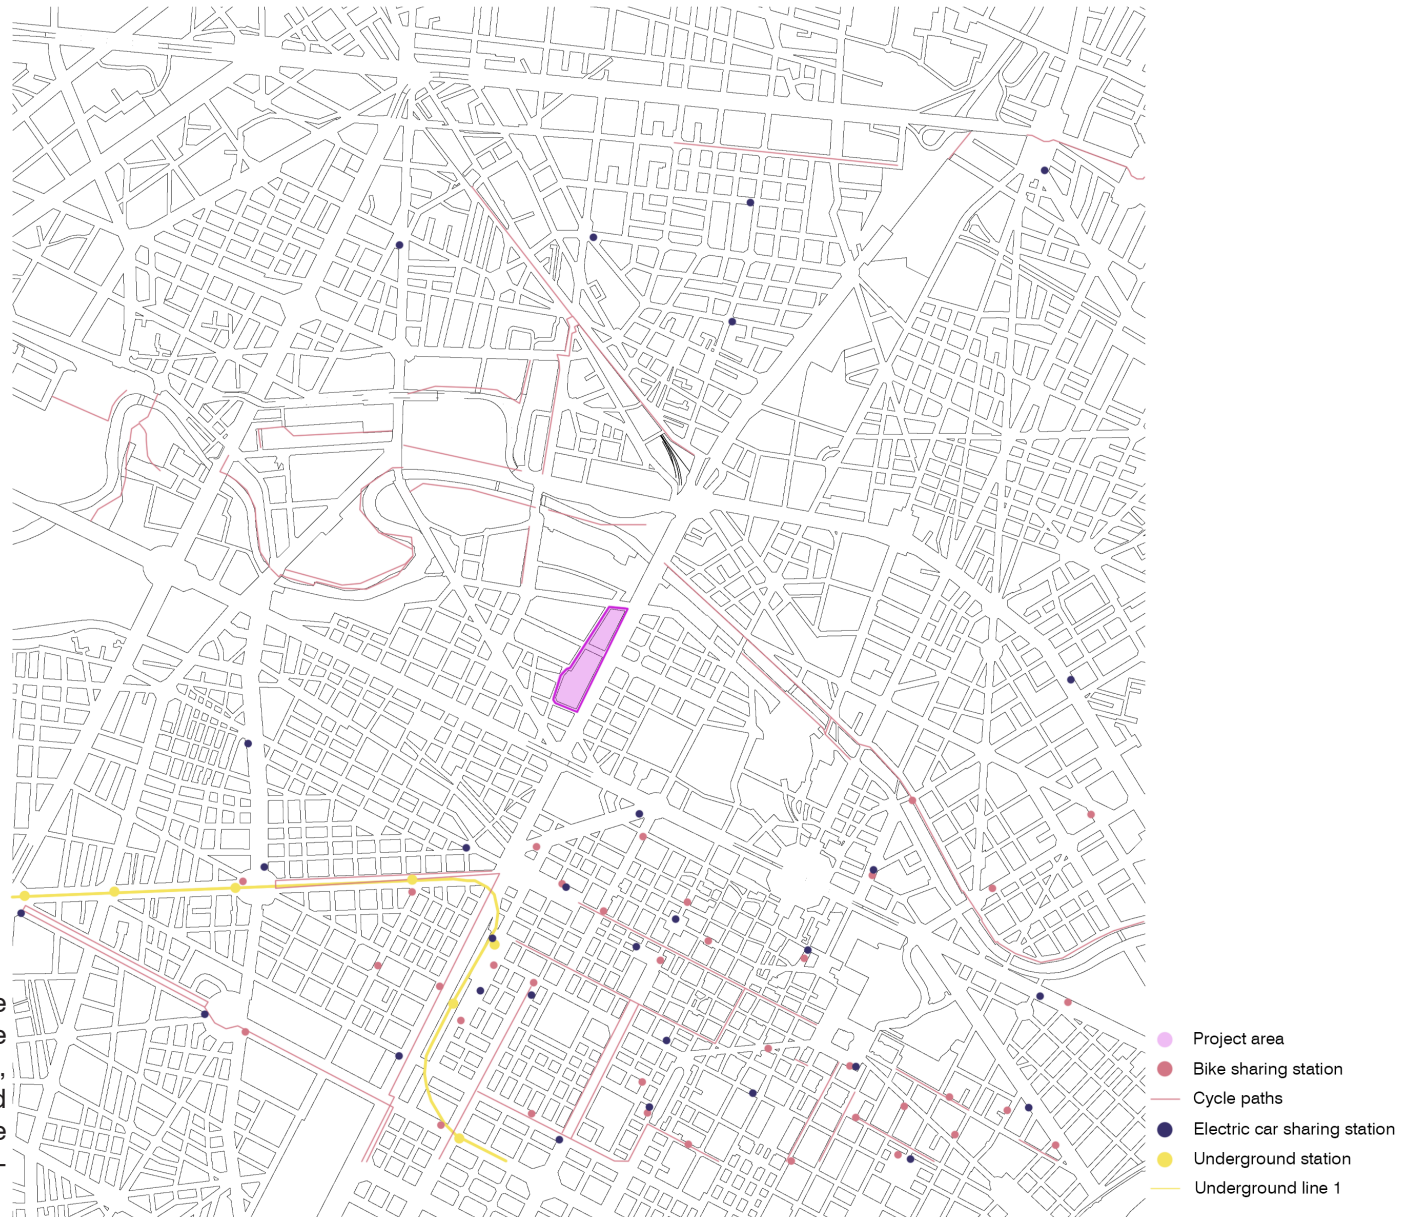 e
e
,
d
e
-
Project area
Bike sharing station
Cycle paths
Electric car sharing station
Underground station
Underground line 1